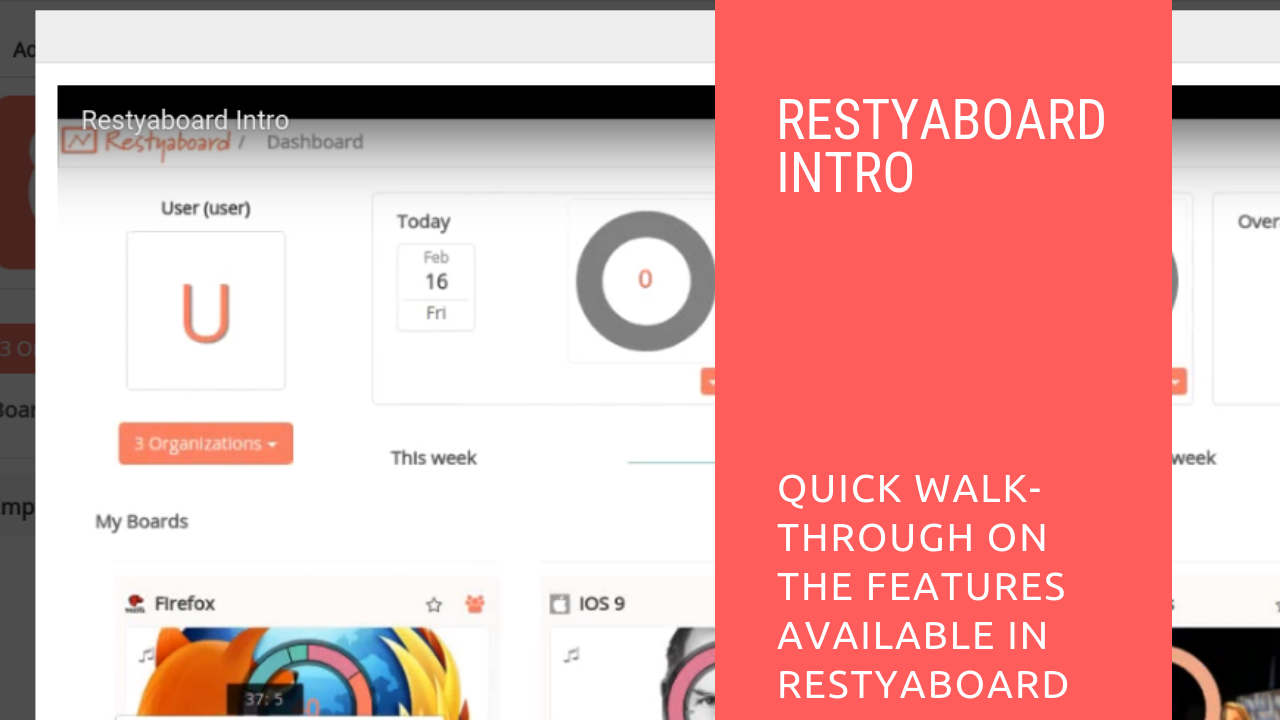 Restyaboard Intro
Restyaboard / Dashboard
User (user)
U
3 Organizations
Today
Feb
16
Fri
0
This week
week
My Boards
Firefox
IOS 9
37: 5
0
RESTYABOARD
INTRO
QUICK WALK-
THROUGH ON
THE FEATURES
AVAILABLE IN
RESTYABOARD